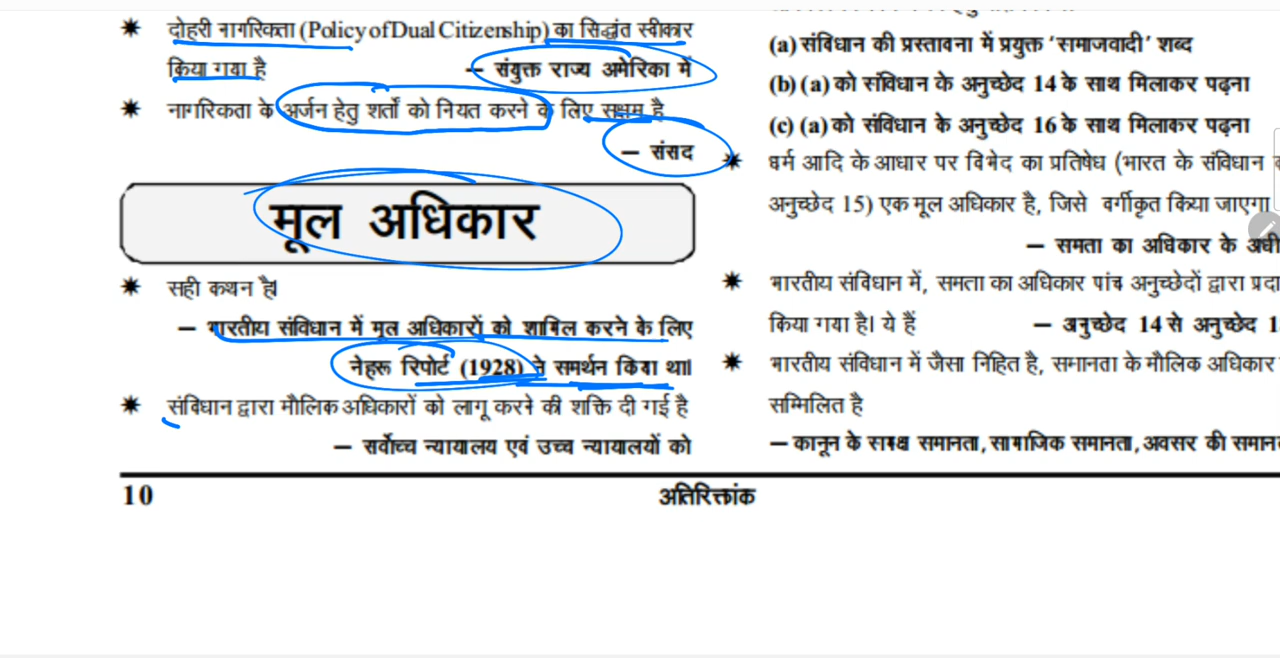 ✷ दोहरी नागरिकता (Policy of Dual Citizenship) का सिद्धांत स्वीकार
किया गया है — संयुक्त राज्य अमेरिका में
✷ नागरिकता के अर्जन हेतु शर्तों को नियत करने के लिए सक्षम है
— संसद
मूल अधिकार
✷ सही कथन है।
— भारतीय संविधान में मूल अधिकारों को शामिल करने के लिए
नेहरू रिपोर्ट (1928) ने समर्थन किया था।
✷ संविधान द्वारा मौलिक अधिकारों को लागू करने की शक्ति दी गई है
— सर्वोच्च न्यायालय एवं उच्च न्यायालयों को
(a) संविधान की प्रस्तावना में प्रयुक्त ‘समाजवादी’ शब्द
(b) (a) को संविधान के अनुच्छेद 14 के साथ मिलाकर पढ़ना
(c) (a) को संविधान के अनुच्छेद 16 के साथ मिलाकर पढ़ना
✷ धर्म आदि के आधार पर विभेद का प्रतिषेध (भारत के संविधान
अनुच्छेद 15) एक मूल अधिकार है, जिसे वर्गीकृत किया जाएगा
— समता का अधिकार के
✷ भारतीय संविधान में, समता का अधिकार पांच अनुच्छेदों द्वारा
किया गया है। ये हैं — अनुच्छेद 14 से अनुच्छेद
✷ भारतीय संविधान में जैसा निहित है, समानता के मौलिक अधिकार
सम्मिलित है
— कानून के समक्ष समानता, सामाजिक समानता, अवसर की
10 अतिरिक्तांक